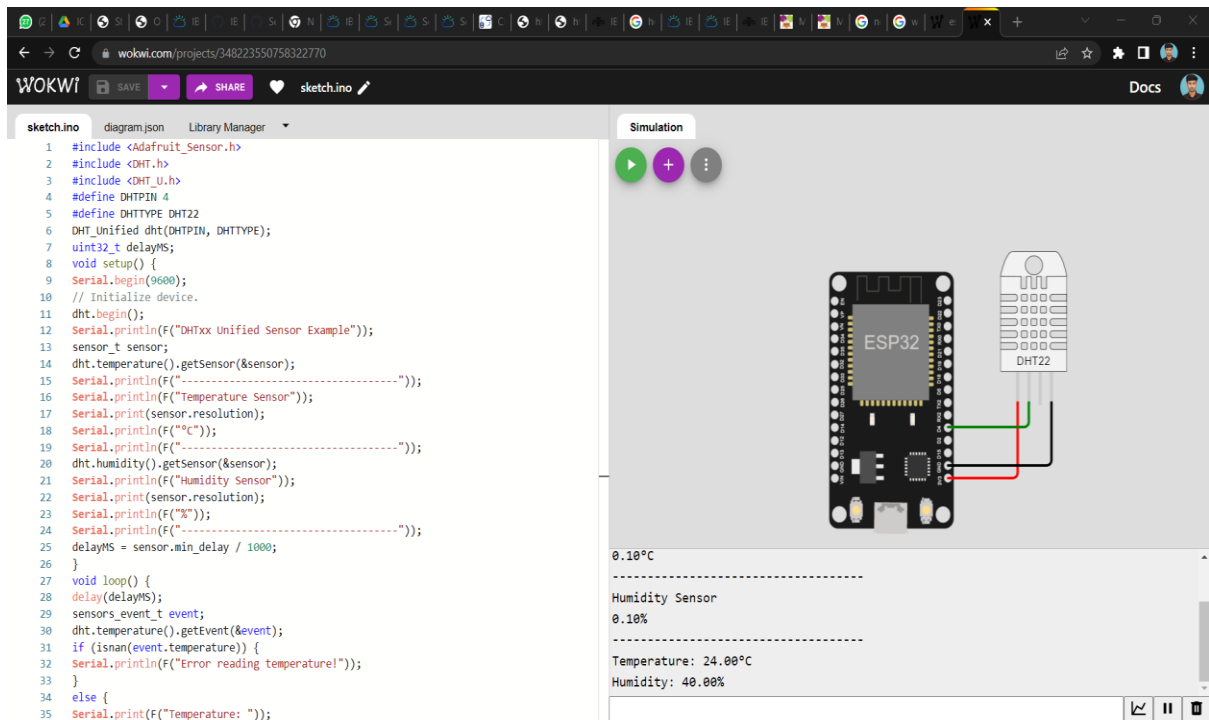 wokwi.com/projects/348223550758322770
WOKWI SAVE SHARE sketch.ino Docs
sketch.ino diagram.json Library Manager
1 #include <Adafruit_Sensor.h>
2 #include <DHT.h>
3 #include <DHT_U.h>
4 #define DHTPIN 4
5 #define DHTTYPE DHT22
6 DHT_Unified dht(DHTPIN, DHTTYPE);
7 uint32_t delayMS;
8 void setup() {
9 Serial.begin(9600);
10 // Initialize device.
11 dht.begin();
12 Serial.println(F("DHTxx Unified Sensor Example"));
13 sensor_t sensor;
14 dht.temperature().getSensor(&sensor);
15 Serial.println(F("------------------------------------"));
16 Serial.println(F("Temperature Sensor"));
17 Serial.print(sensor.resolution);
18 Serial.println(F("°C"));
19 Serial.println(F("------------------------------------"));
20 dht.humidity().getSensor(&sensor);
21 Serial.println(F("Humidity Sensor"));
22 Serial.print(sensor.resolution);
23 Serial.println(F("%"));
24 Serial.println(F("------------------------------------"));
25 delayMS = sensor.min_delay / 1000;
26 }
27 void loop() {
28 delay(delayMS);
29 sensors_event_t event;
30 dht.temperature().getEvent(&event);
31 if (isnan(event.temperature)) {
32 Serial.println(F("Error reading temperature!"));
33 }
34 else {
35 Serial.print(F("Temperature: "));
Simulation
ESP32
DHT22
0.10°C
------------------------------------
Humidity Sensor
0.10%
------------------------------------
Temperature: 24.00°C
Humidity: 40.00%